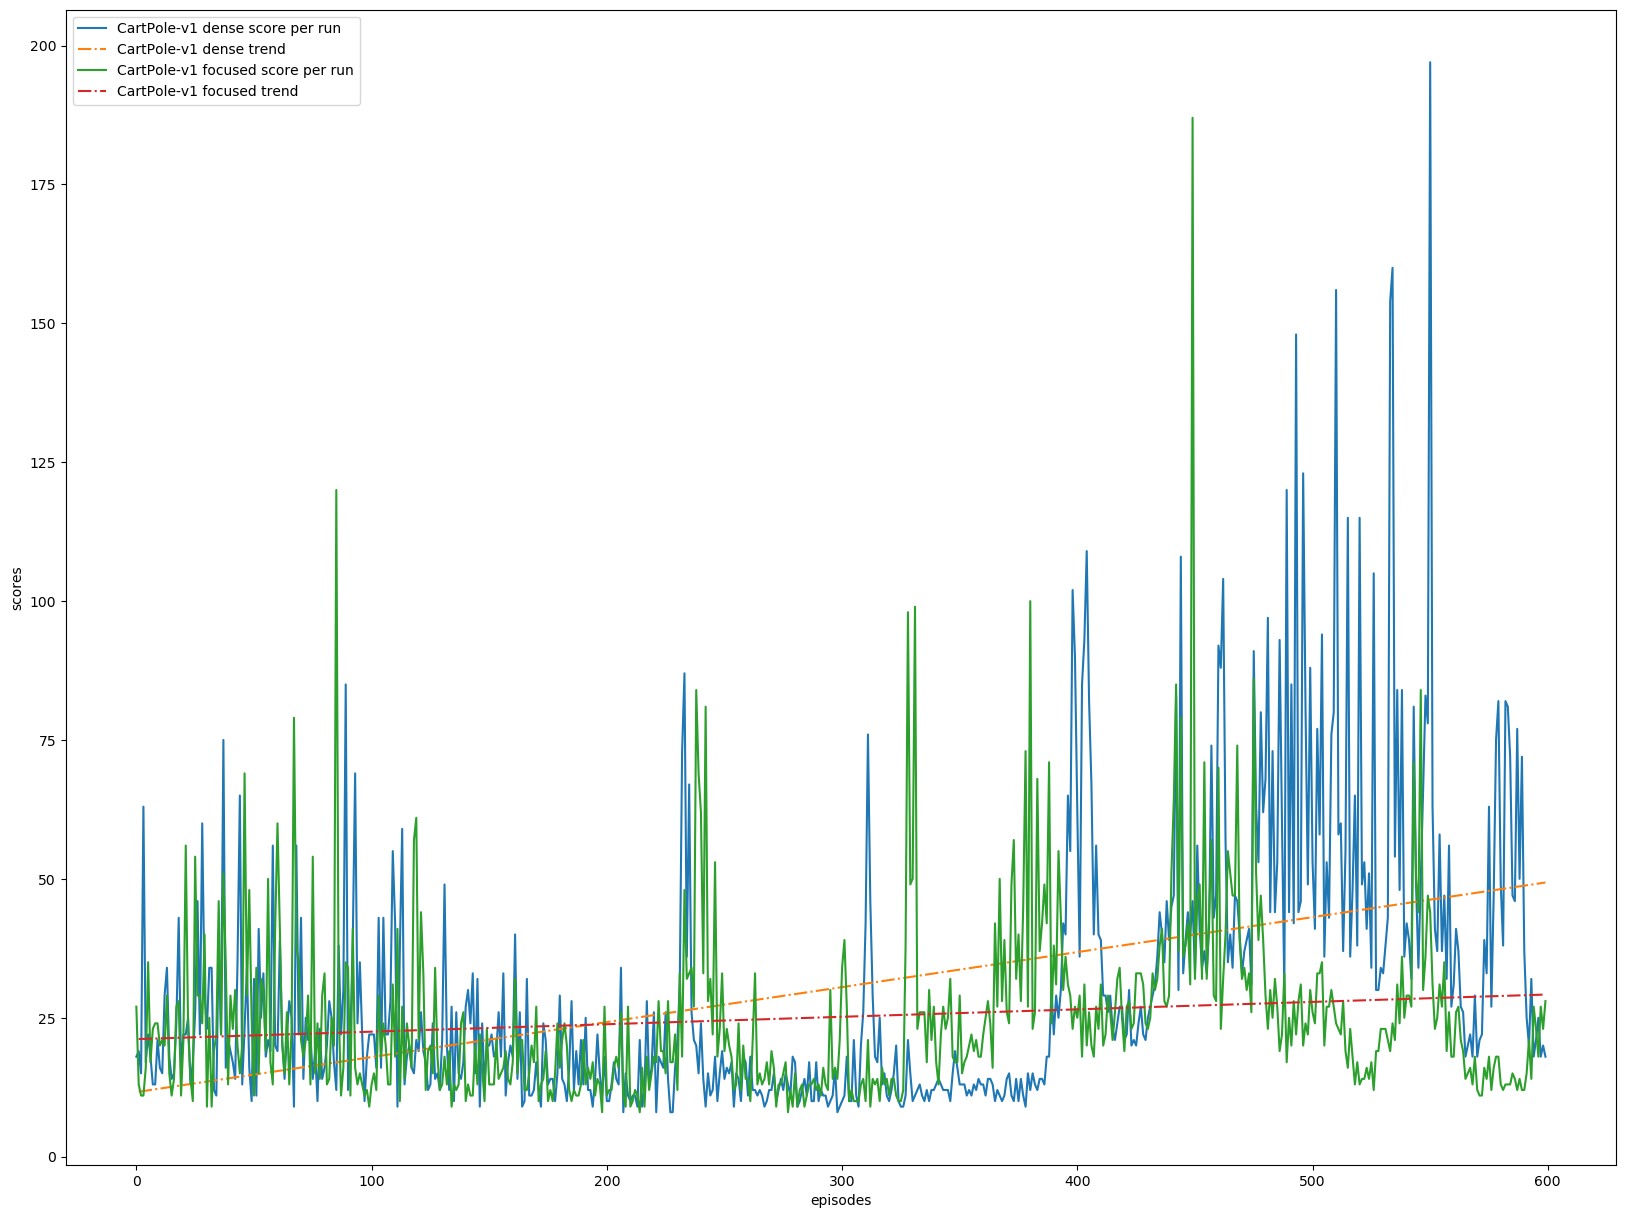 CartPole-v1 dense score per run
CartPole-v1 dense trend
CartPole-v1 focused score per run
CartPole-v1 focused trend
200
175
150
125
100
75
50
25
0
scores
0 100 200 300 400 500 600
episodes